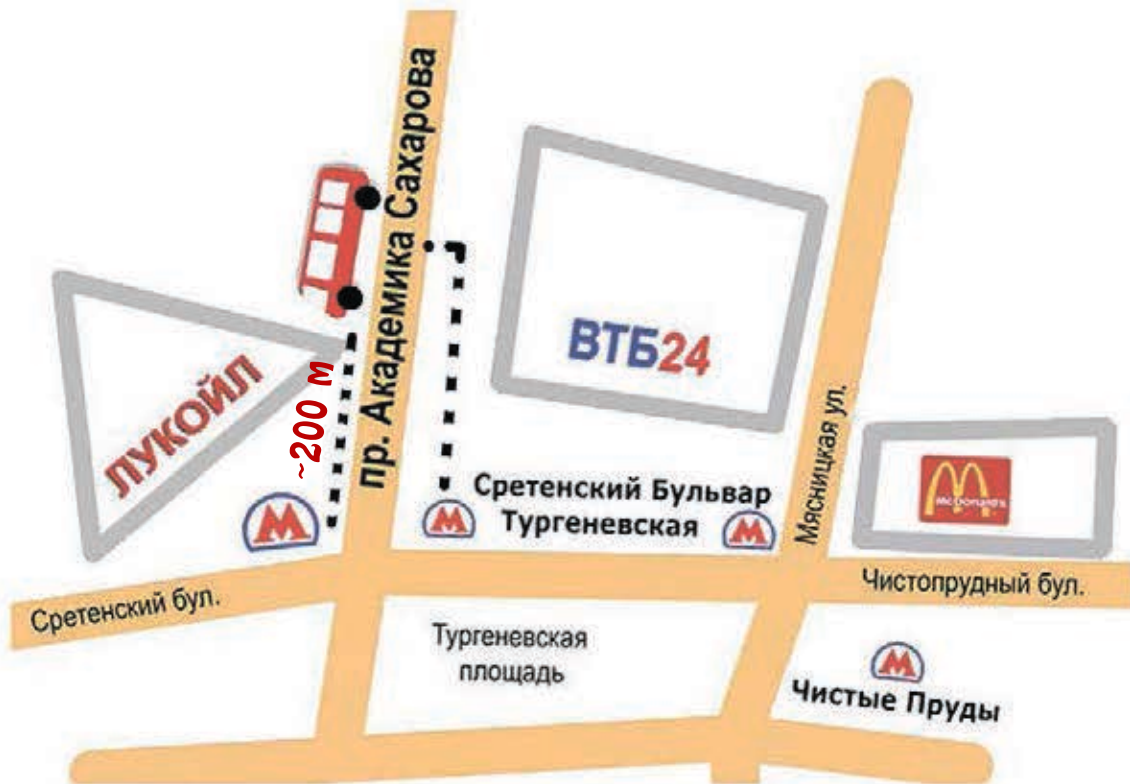 пр. Академика Сахарова
ВТБ24
ЛУКОЙЛ
~200 м
Мясницкая ул.
McDonald's
Сретенский Бульвар
Тургеневская
Сретенский бул.
Чистопрудный бул.
Тургеневская
площадь
Чистые Пруды
М
М
М
М